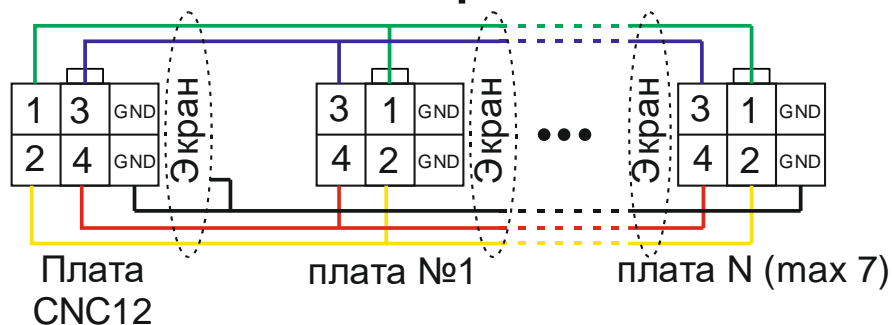 1 3 GND
2 4 GND
Экран
3 1 GND
4 2 GND
Экран
Экран
3 1 GND
4 2 GND
Плата
CNC12
плата №1
плата N (max 7)